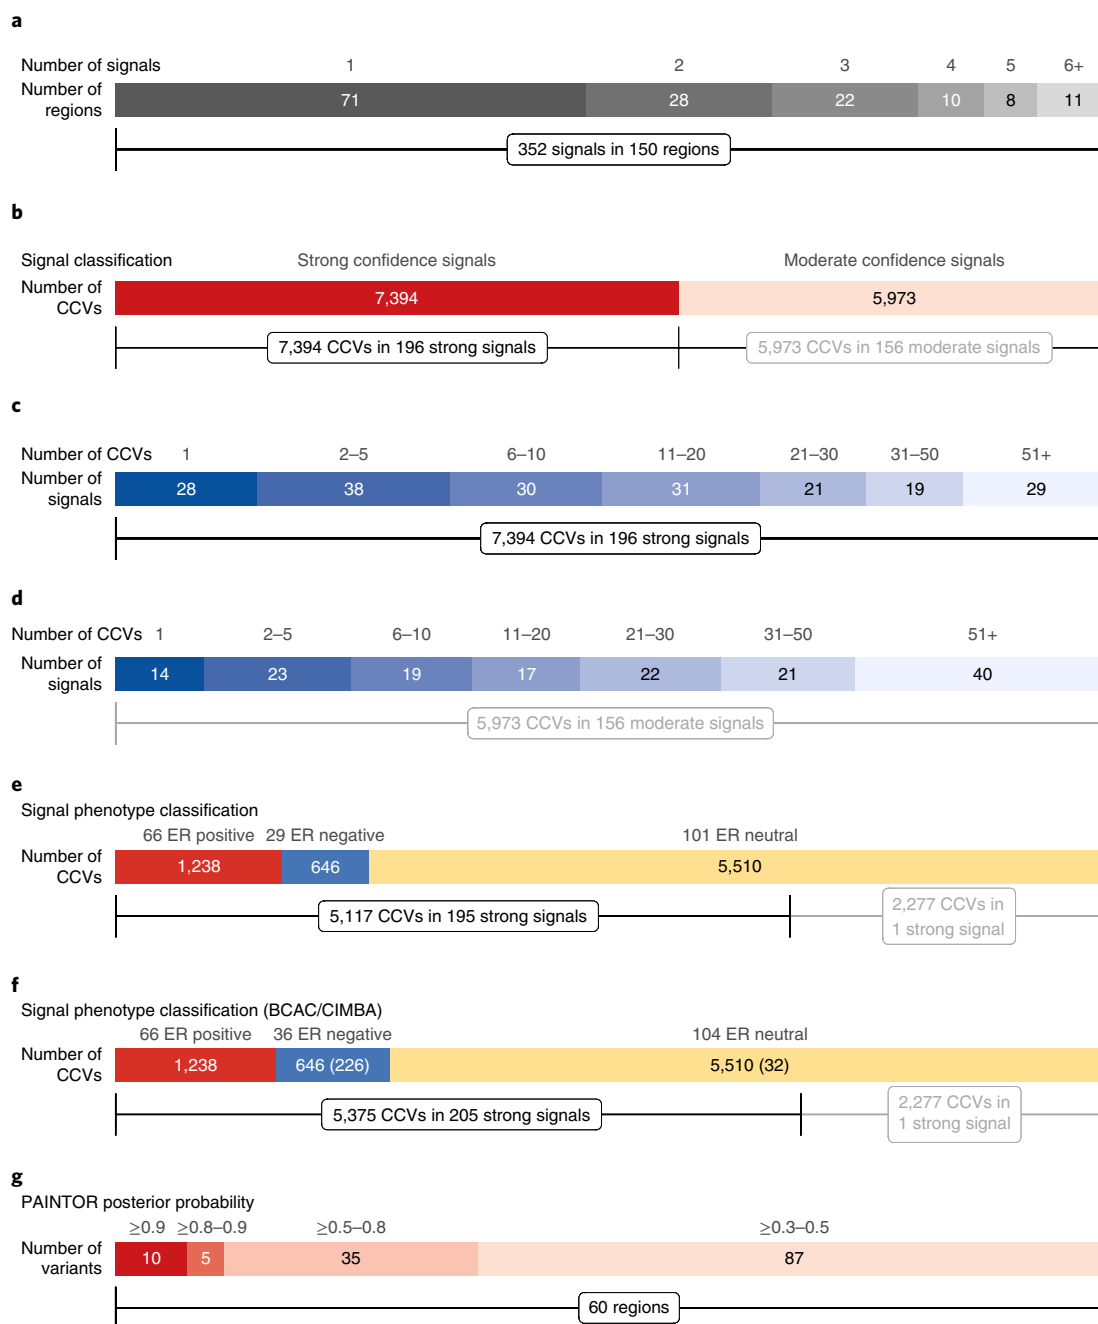 a
Number of signals 1 2 3 4 5 6+
Number of regions 71 28 22 10 8 11
352 signals in 150 regions
b
Signal classification Strong confidence signals Moderate confidence signals
Number of CCVs 7,394 5,973
7,394 CCVs in 196 strong signals 5,973 CCVs in 156 moderate signals
c
Number of CCVs 1 2–5 6–10 11–20 21–30 31–50 51+
Number of signals 28 38 30 31 21 19 29
7,394 CCVs in 196 strong signals
d
Number of CCVs 1 2–5 6–10 11–20 21–30 31–50 51+
Number of signals 14 23 19 17 22 21 40
5,973 CCVs in 156 moderate signals
e
Signal phenotype classification
66 ER positive 29 ER negative 101 ER neutral
Number of CCVs 1,238 646 5,510
5,117 CCVs in 195 strong signals
2,277 CCVs in
1 strong signal
f
Signal phenotype classification (BCAC/CIMBA)
66 ER positive 36 ER negative 104 ER neutral
Number of CCVs 1,238 646 (226) 5,510 (32)
5,375 CCVs in 205 strong signals
2,277 CCVs in
1 strong signal
g
PAINTOR posterior probability
≥0.9 ≥0.8–0.9 ≥0.5–0.8 ≥0.3–0.5
Number of variants 10 5 35 87
60 regions